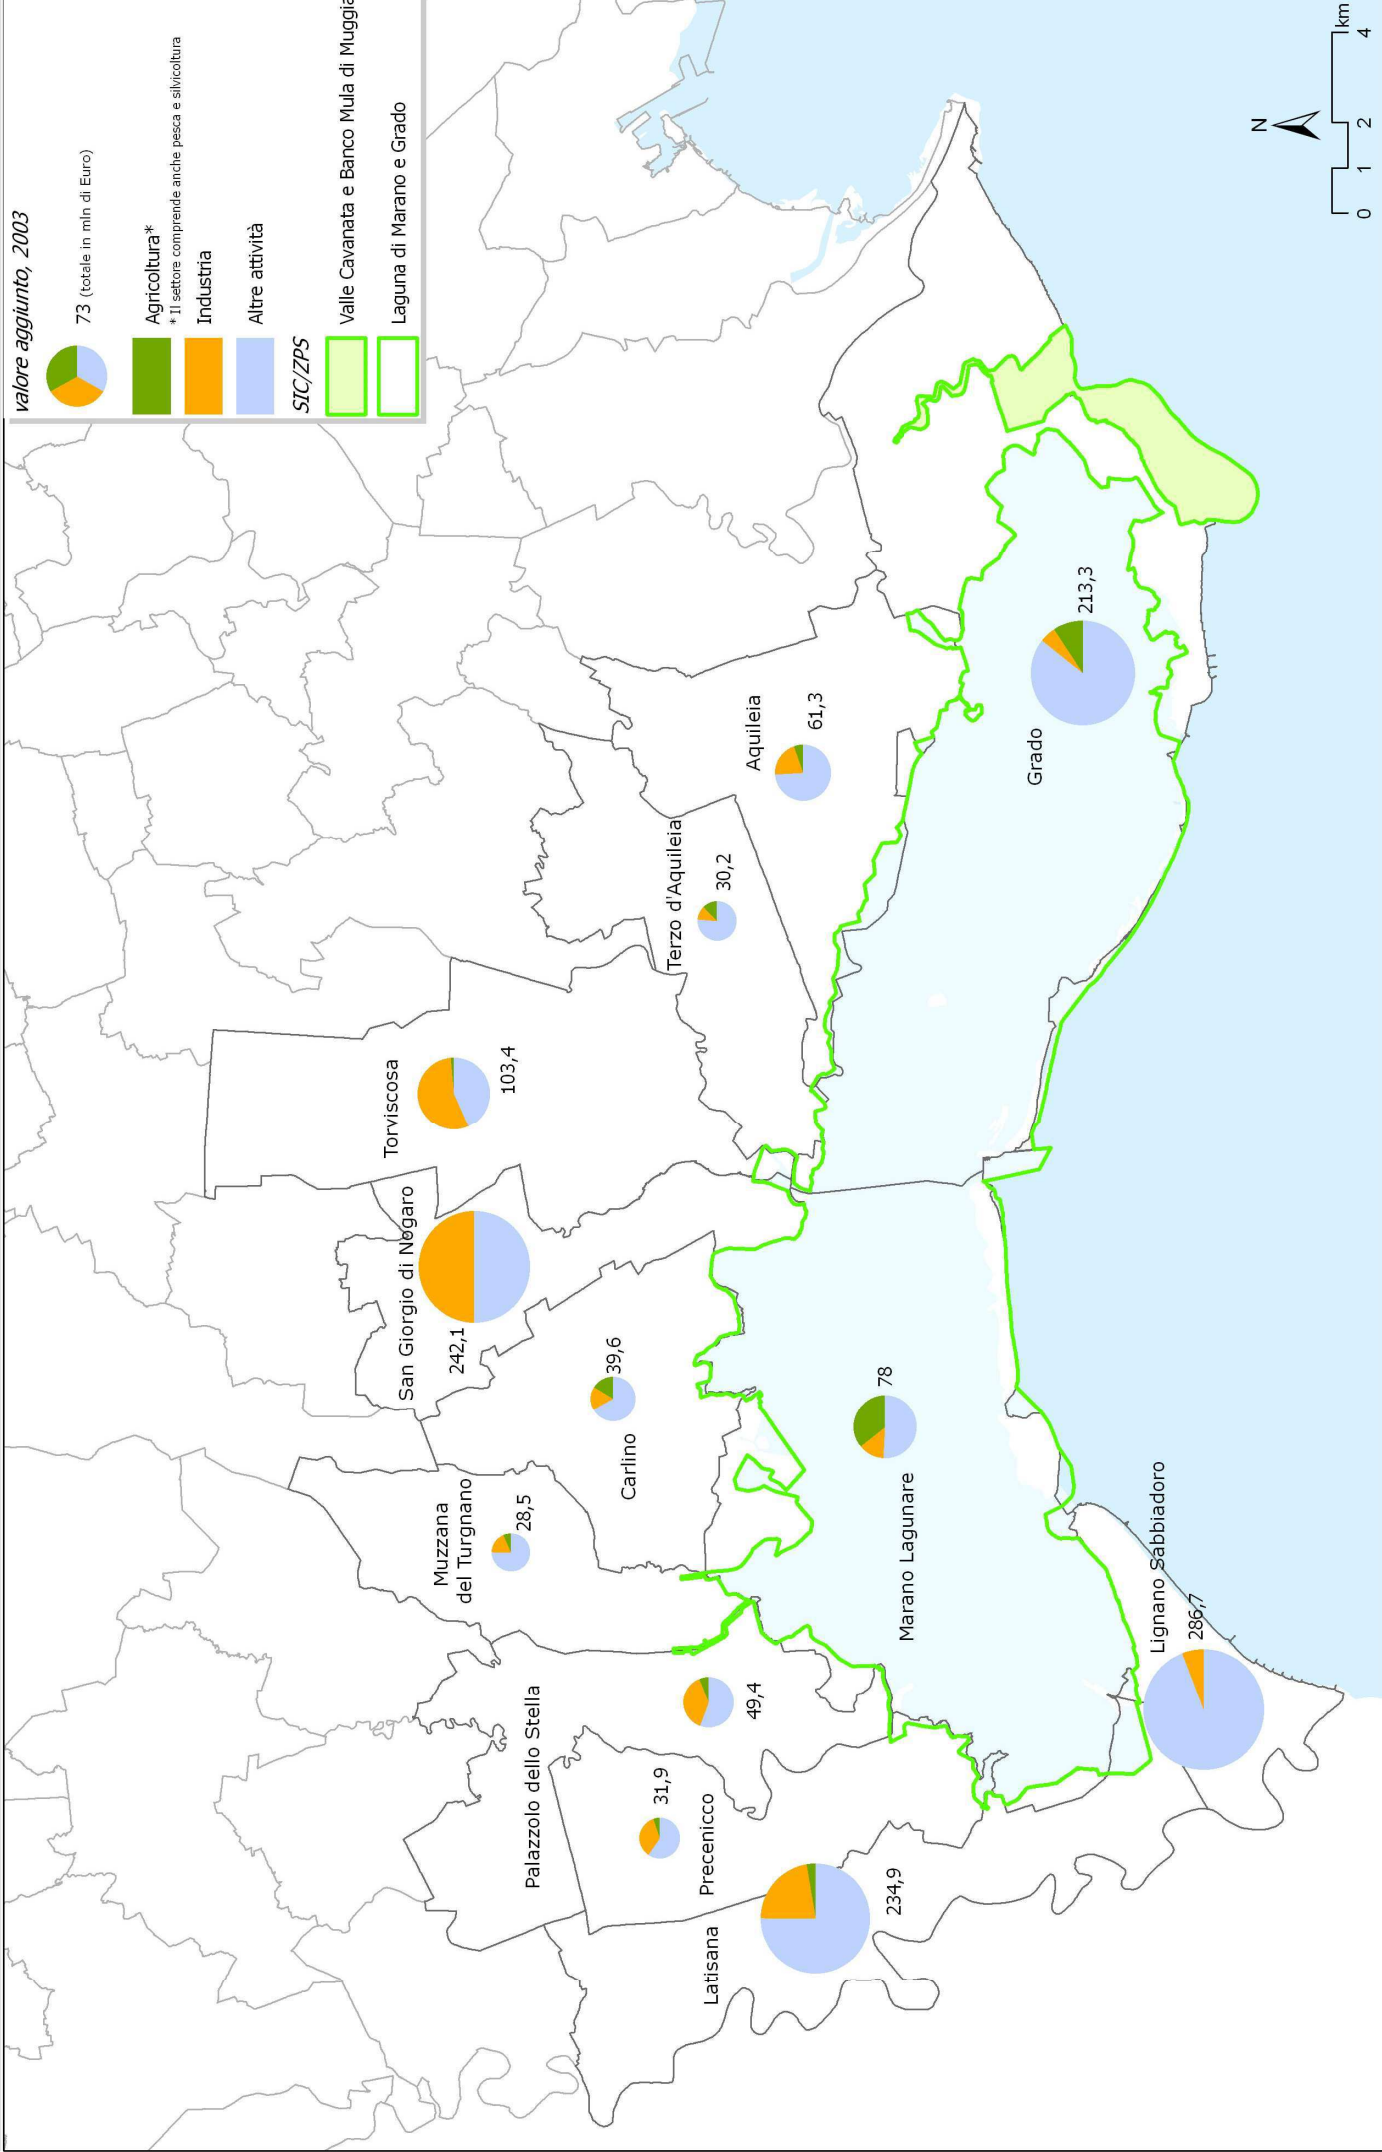 valore aggiunto, 2003
73 (totale in mln di Euro)
Agricoltura*
* Il settore comprende anche pesca e silvicoltura
Industria
Altre attività
SIC/ZPS
Valle Cavanata e Banco Mula di Muggia
Laguna di Marano e Grado
San Giorgio di Nogaro
242,1
Torviscosa
103,4
Muzzana
del Turgnano
28,5
Palazzolo dello Stella
49,4
Carlino
39,6
Terzo d'Aquileia
30,2
Aquileia
61,3
Precenicco
31,9
Latisana
234,9
Marano Lagunare
78
Grado
213,3
Lignano Sabbiadoro
286,7
N
0 1 2 4
km